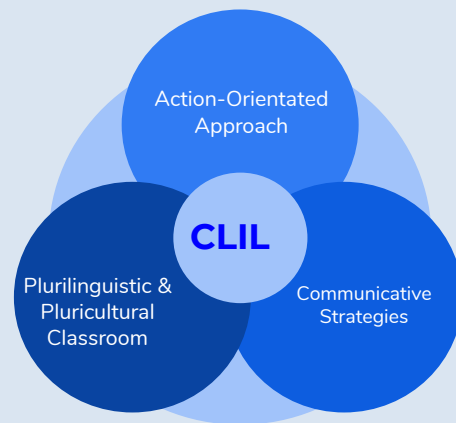 Action-Orientated
Approach
CLIL
Plurilinguistic &
Pluricultural
Classroom
Communicative
Strategies